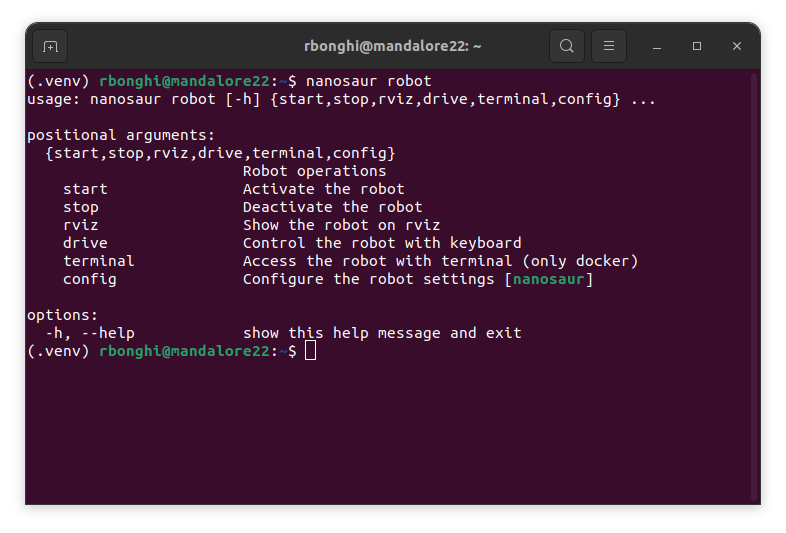 rbonghi@mandalore22: ~
(.venv) rbonghi@mandalore22:~$ nanosaur robot
usage: nanosaur robot [-h] {start,stop,rviz,drive,terminal,config} ...
positional arguments:
  {start,stop,rviz,drive,terminal,config}
                        Robot operations
    start               Activate the robot
    stop                Deactivate the robot
    rviz                Show the robot on rviz
    drive               Control the robot with keyboard
    terminal            Access the robot with terminal (only docker)
    config              Configure the robot settings [nanosaur]
options:
  -h, --help            show this help message and exit
(.venv) rbonghi@mandalore22:~$